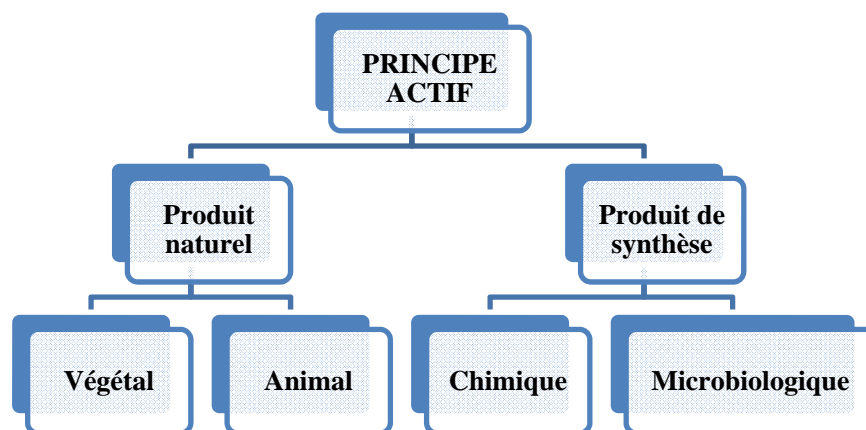 PRINCIPE
ACTIF
Produit
naturel
Produit de
synthèse
Végétal
Animal
Chimique
Microbiologique